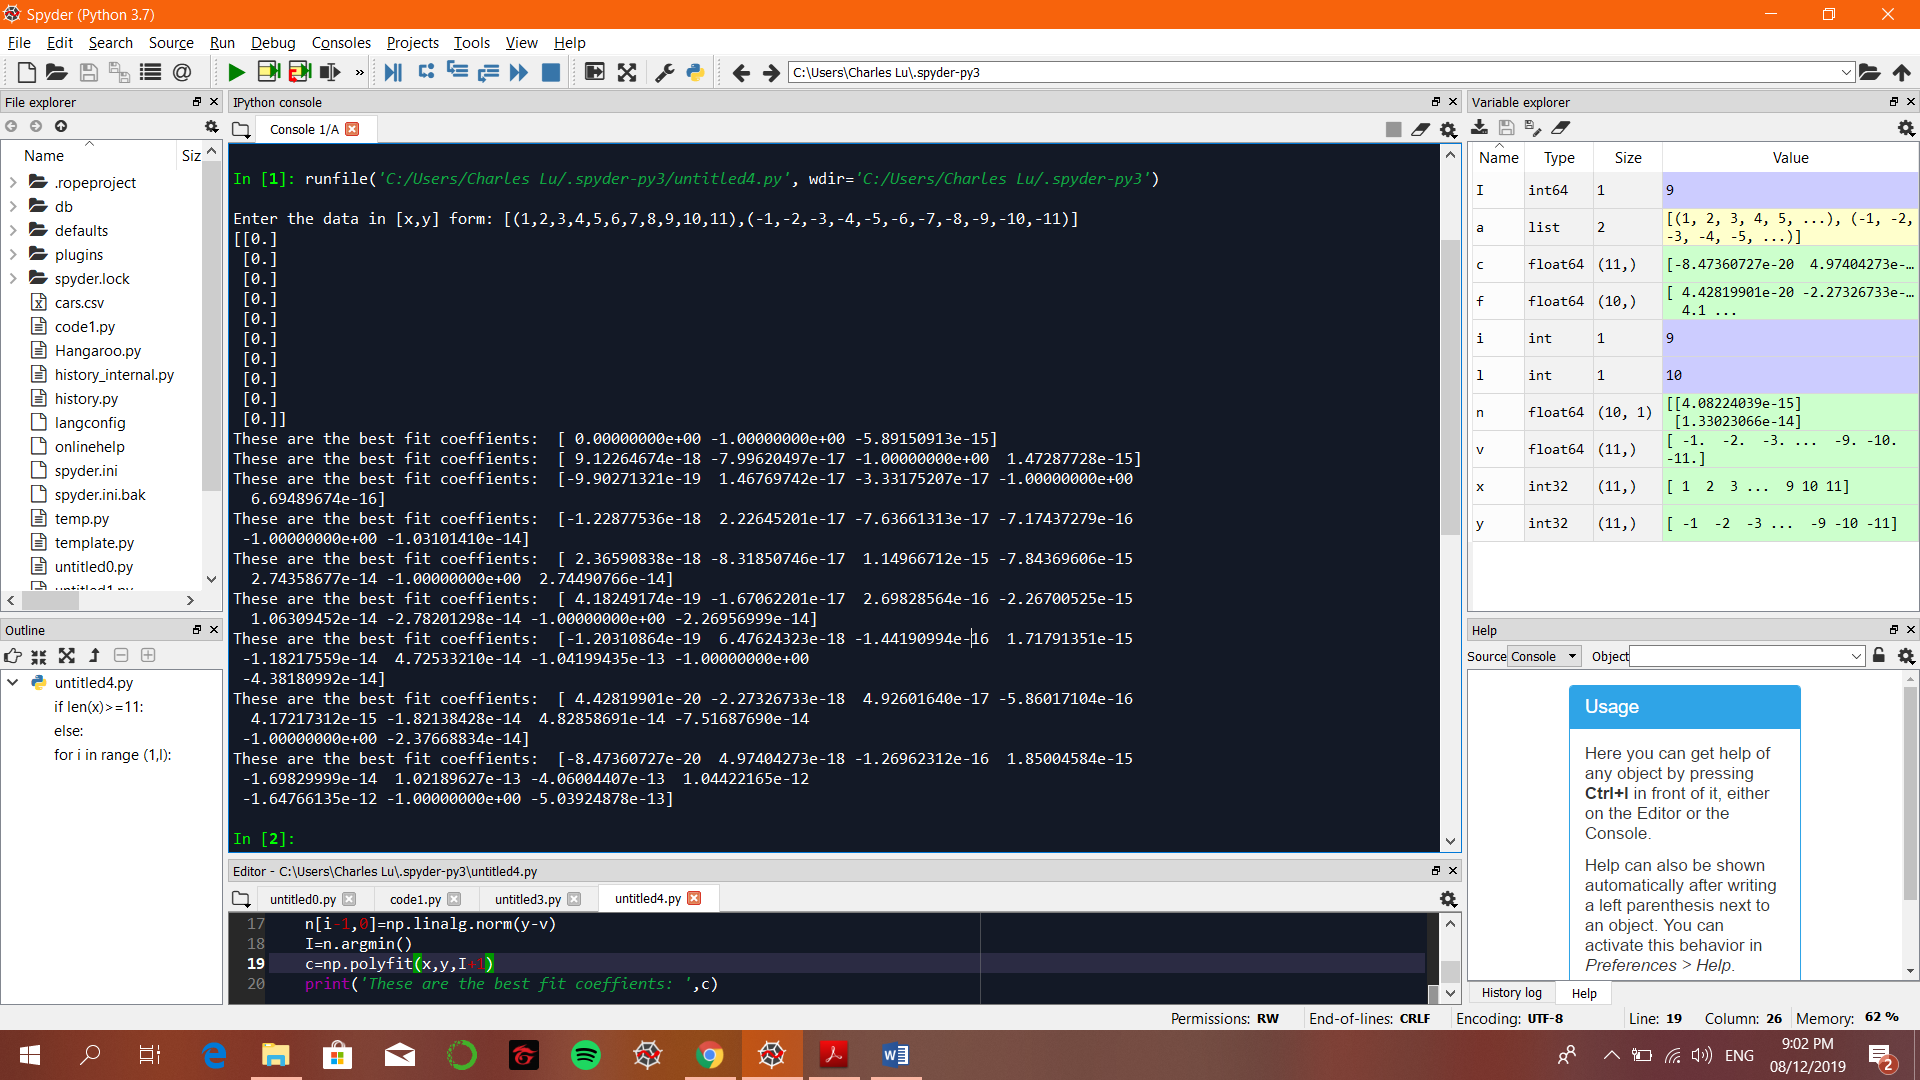 Spyder (Python 3.7)
File Edit Search Source Run Debug Consoles Projects Tools View Help
» C:\Users\Charles Lu\.spyder-py3
File explorer
Name Siz
.ropeproject
db
defaults
plugins
spyder.lock
cars.csv
code1.py
Hangaroo.py
history_internal.py
history.py
langconfig
onlinehelp
spyder.ini
spyder.ini.bak
temp.py
template.py
untitled0.py
untitled1.py
Outline
untitled4.py
if len(x)>=11:
else:
for i in range (1,l):
IPython console
Console 1/A
In [1]: runfile('C:/Users/Charles Lu/.spyder-py3/untitled4.py', wdir='C:/Users/Charles Lu/.spyder-py3')
Enter the data in [x,y] form: [(1,2,3,4,5,6,7,8,9,10,11),(-1,-2,-3,-4,-5,-6,-7,-8,-9,-10,-11)]
[[0.]
[0.]
[0.]
[0.]
[0.]
[0.]
[0.]
[0.]
[0.]
[0.]]
These are the best fit coeffients:  [ 0.00000000e+00 -1.00000000e+00 -5.89150913e-15]
These are the best fit coeffients:  [ 9.12264674e-18 -7.99620497e-17 -1.00000000e+00  1.47287728e-15]
These are the best fit coeffients:  [-9.90271321e-19  1.46769742e-17 -3.33175207e-17 -1.00000000e+00
6.69489674e-16]
These are the best fit coeffients:  [-1.22877536e-18  2.22645201e-17 -7.63661313e-17 -7.17437279e-16
-1.00000000e+00 -1.03101410e-14]
These are the best fit coeffients:  [ 2.36590838e-18 -8.31850746e-17  1.14966712e-15 -7.84369606e-15
2.74358677e-14 -1.00000000e+00  2.74490766e-14]
These are the best fit coeffients:  [ 4.18249174e-19 -1.67062201e-17  2.69828564e-16 -2.26700525e-15
1.06309452e-14 -2.78201298e-14 -1.00000000e+00 -2.26956999e-14]
These are the best fit coeffients:  [-1.20310864e-19  6.47624323e-18 -1.44190994e-16  1.71791351e-15
-1.18217559e-14  4.72533210e-14 -1.04199435e-13 -1.00000000e+00
-4.38180992e-14]
These are the best fit coeffients:  [ 4.42819901e-20 -2.27326733e-18  4.92601640e-17 -5.86017104e-16
4.17217312e-15 -1.82138428e-14  4.82858691e-14 -7.51687690e-14
-1.00000000e+00 -2.37668834e-14]
These are the best fit coeffients:  [-8.47360727e-20  4.97404273e-18 -1.26962312e-16  1.85004584e-15
-1.69829999e-14  1.02189627e-13 -4.06004407e-13  1.04422165e-12
-1.64766135e-12 -1.00000000e+00 -5.03924878e-13]
In [2]:
Editor - C:\Users\Charles Lu\.spyder-py3\untitled4.py
untitled0.py code1.py untitled3.py untitled4.py
17 n[i-1,0]=np.linalg.norm(y-v)
18 I=n.argmin()
19 c=np.polyfit(x,y,I+1)
20 print('These are the best fit coeffients: ',c)
Variable explorer
Name Type Size Value
I int64 1 9
a list 2 [(1, 2, 3, 4, 5, ...), (-1, -2,
-3, -4, -5, ...)]
c float64 (11,) [-8.47360727e-20  4.97404273e-…
f float64 (10,) [ 4.42819901e-20 -2.27326733e-…
4.1 ...
i int 1 9
l int 1 10
n float64 (10, 1) [[4.08224039e-15]
[1.33023066e-14]
v float64 (11,) [ -1.  -2.  -3. ...  -9. -10.
-11.]
x int32 (11,) [ 1  2  3 ...  9 10 11]
y int32 (11,) [ -1  -2  -3 ...  -9 -10 -11]
Help
Source Console Object
Usage
Here you can get help of
any object by pressing
Ctrl+I in front of it, either
on the Editor or the
Console.
Help can also be shown
automatically after writing
a left parenthesis next to
an object. You can
activate this behavior in
Preferences > Help.
History log Help
Permissions: RW End-of-lines: CRLF Encoding: UTF-8 Line: 19 Column: 26 Memory: 62 %
ENG
9:02 PM
08/12/2019
2